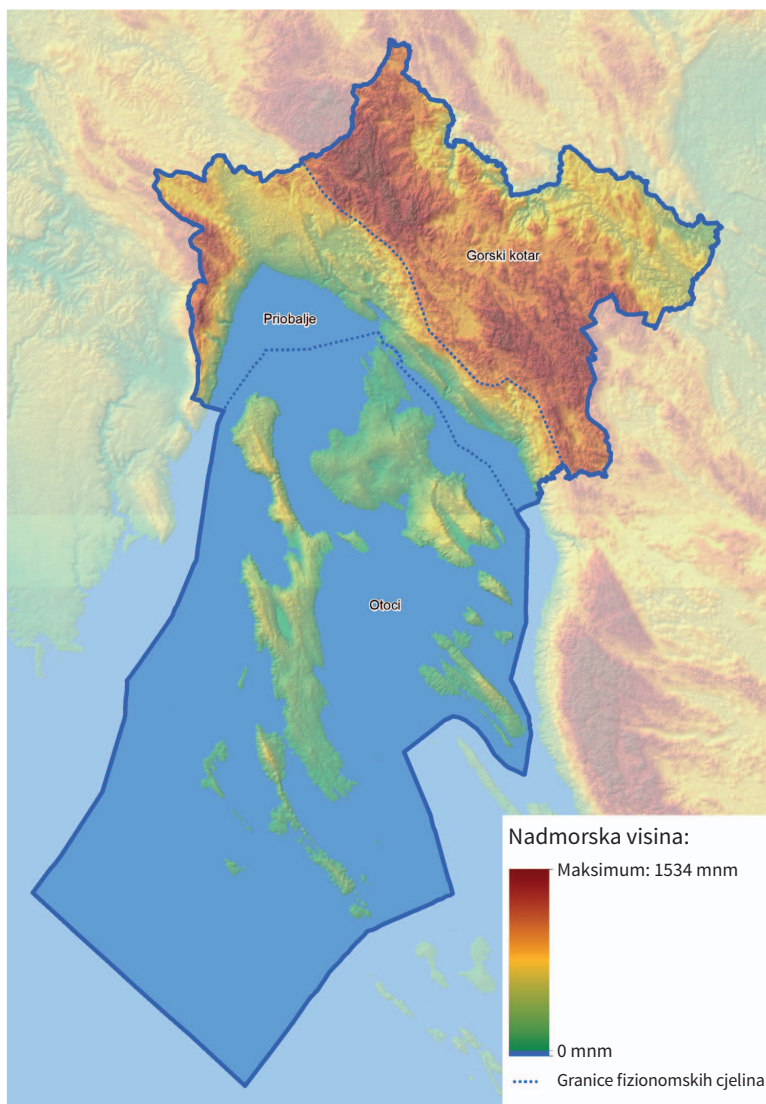 Gorski kotar
Priobalje
Otoci
Nadmorska visina:
Maksimum: 1534 mnm
0 mnm
Granice fizionomskih cjelina